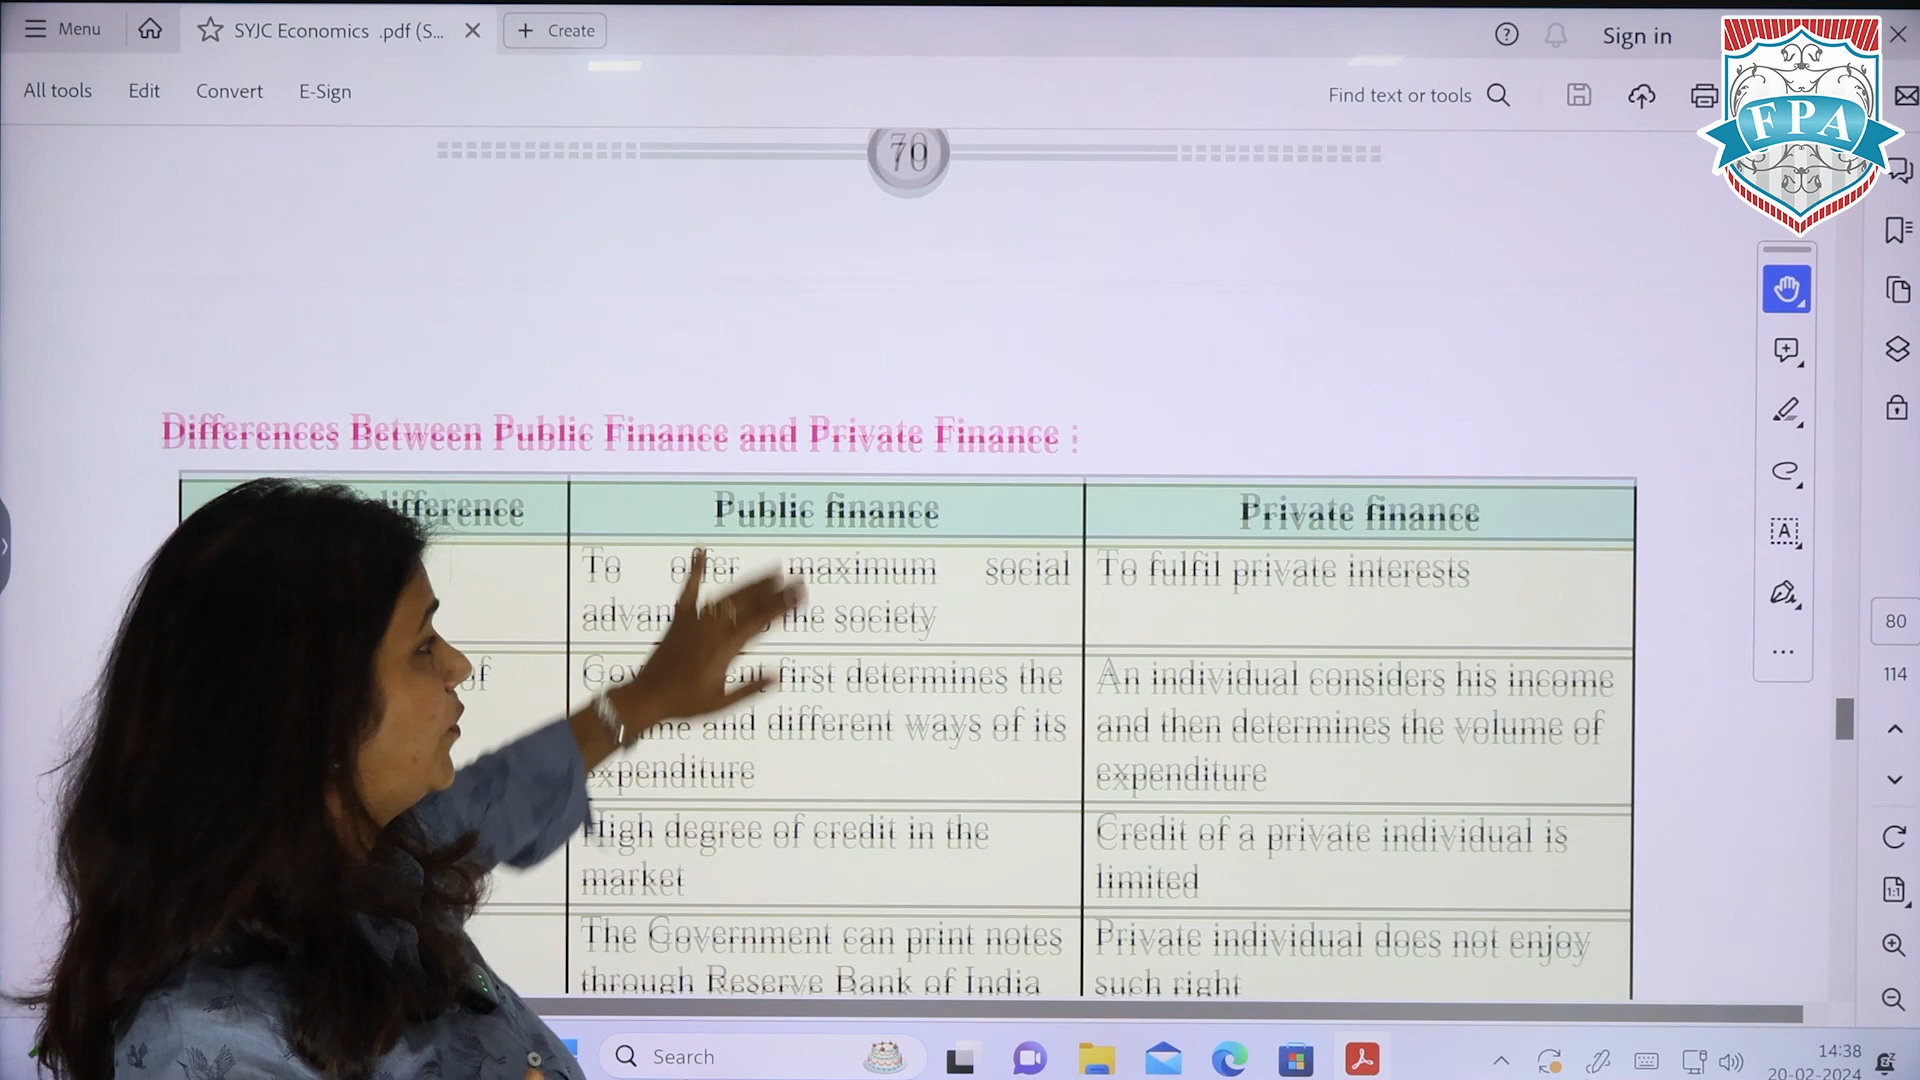 Menu
SYJC Economics .pdf (S...
Create
Sign in
All tools
Edit
Convert
E-Sign
Find text or tools
FPA
70
Differences Between Public Finance and Private Finance :
difference
Public finance
Private finance
To offer maximum social
the society
To fulfil private interests
of
first determines the
and different ways of its
expenditure
An individual considers his income
and then determines the volume of
expenditure
High degree of credit in the
market
Credit of a private individual is
limited
The Government can print notes
through Reserve Bank of India
Private individual does not enjoy
such right
80
114
Search
14:38
20-02-2024